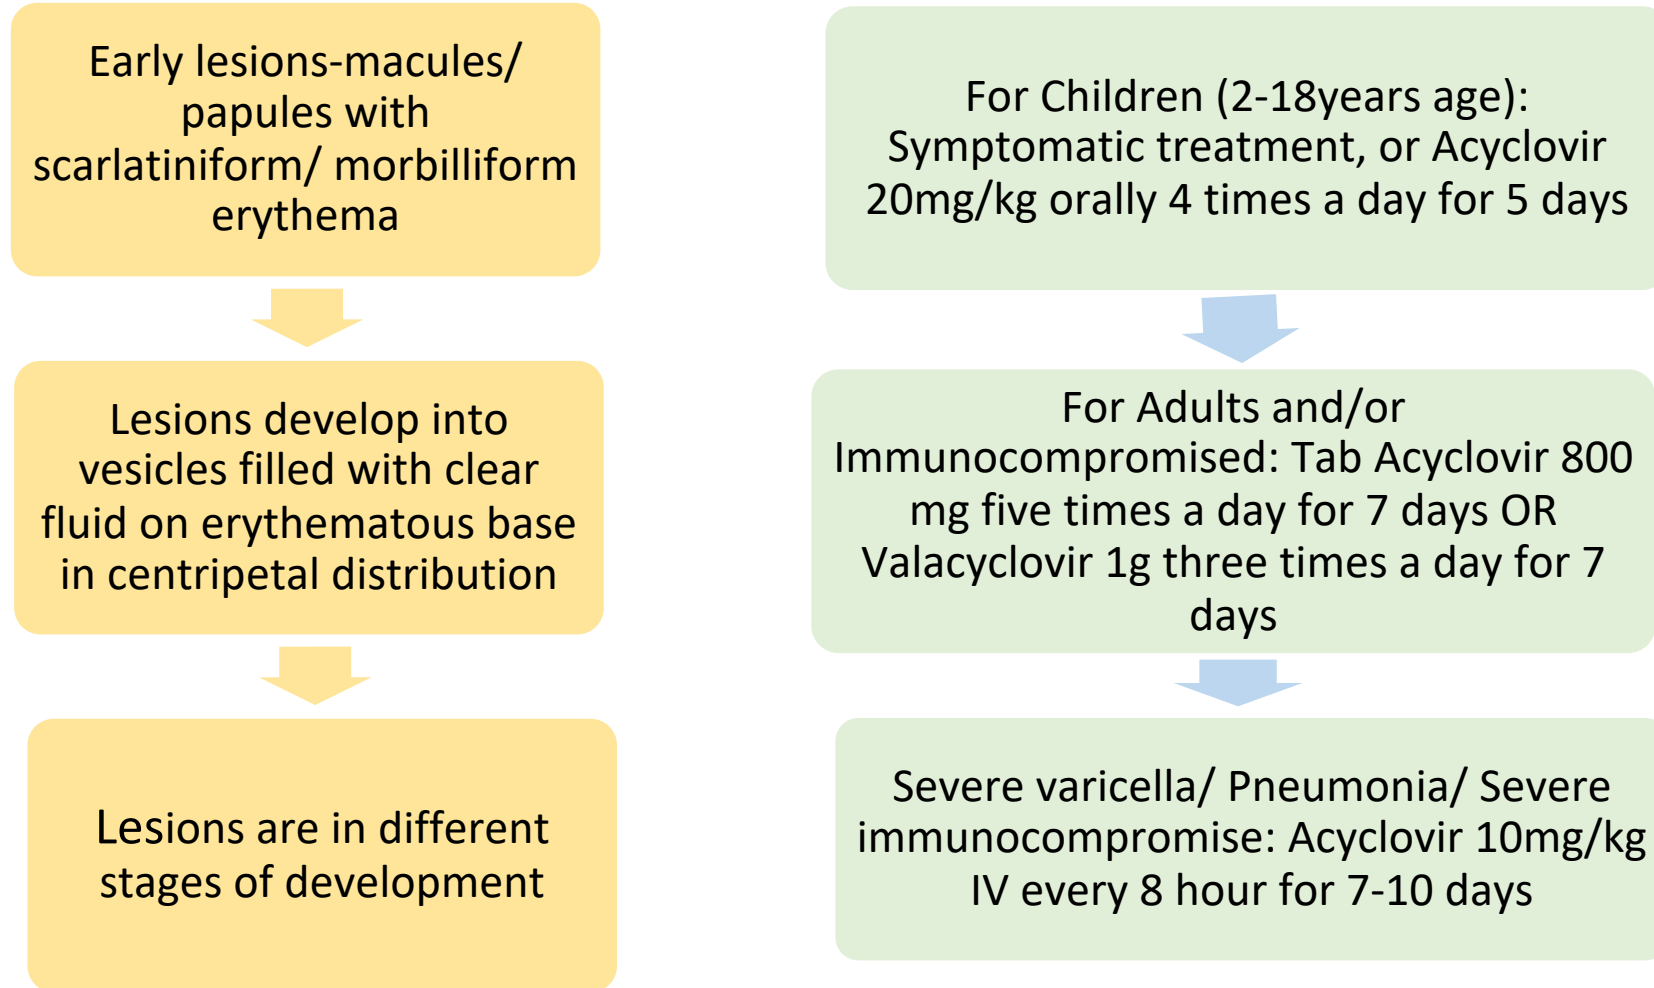 Early lesions-macules/
papules with
scarlatiniform/ morbilliform
erythema
Lesions develop into
vesicles filled with clear
fluid on erythematous base
in centripetal distribution
Lesions are in different
stages of development
For Children (2-18years age):
Symptomatic treatment, or Acyclovir
20mg/kg orally 4 times a day for 5 days
For Adults and/or
Immunocompromised: Tab Acyclovir 800
mg five times a day for 7 days OR
Valacyclovir 1g three times a day for 7
days
Severe varicella/ Pneumonia/ Severe
immunocompromise: Acyclovir 10mg/kg
IV every 8 hour for 7-10 days